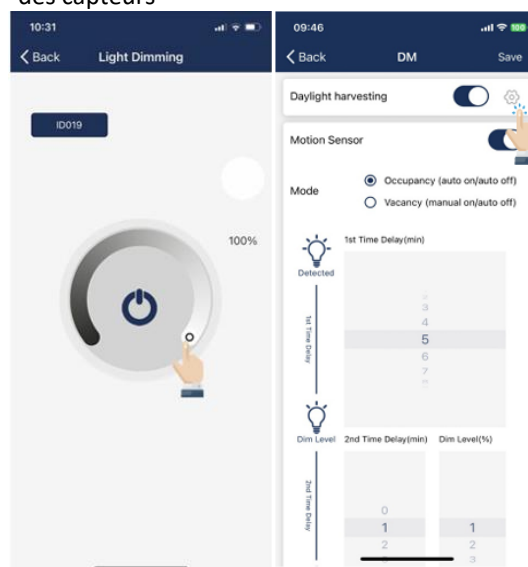 des capteurs
10:31
Back Light Dimming
ID019
100%
09:46 100
Back DM Save
Daylight harvesting
Motion Sensor
Mode
Occupancy (auto on/auto off)
Vacancy (manual on/auto off)
Detected
1st Time Delay(min)
3
4
5
6
7
1st Time Delay
Dim Level
2nd Time Delay(min) Dim Level(%)
2nd Time Delay
0
1 1
2 2
3